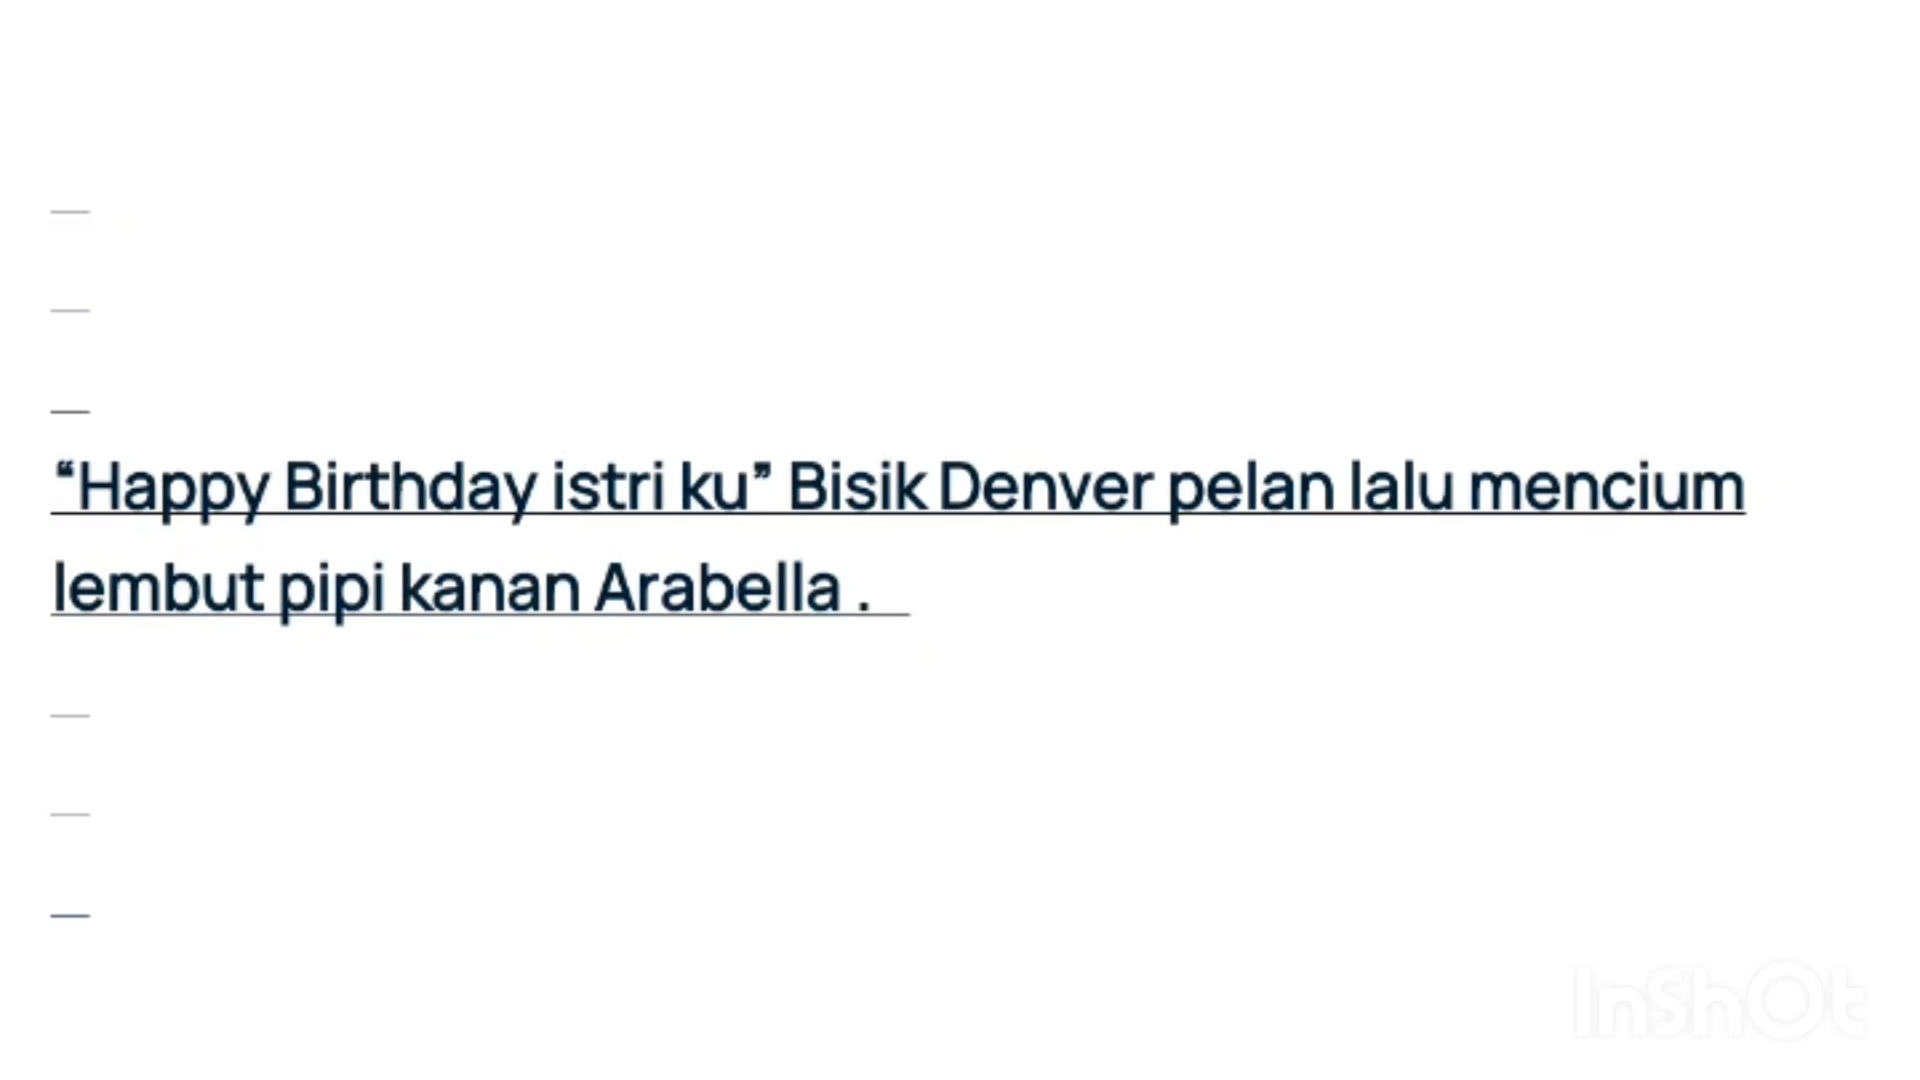 “Happy Birthday istri ku” Bisik Denver pelan lalu mencium
lembut pipi kanan Arabella .
InShOt